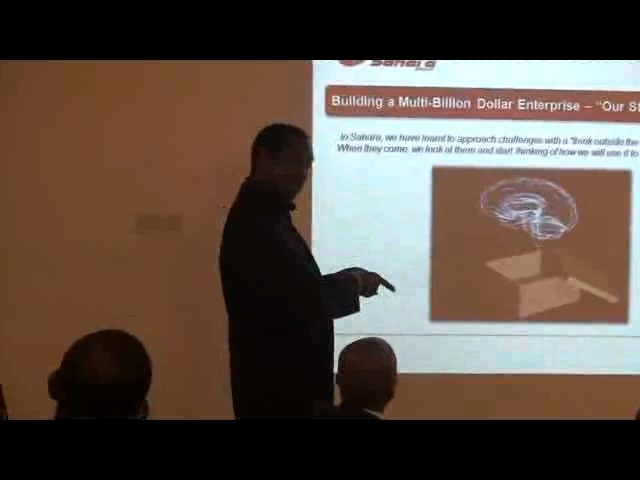 Sahara
Building a Multi-Billion Dollar Enterprise – "Our St
In Sahara, we have learnt to approach challenges with a "think outside the
When they come, we look at them and start thinking of how we will use it to